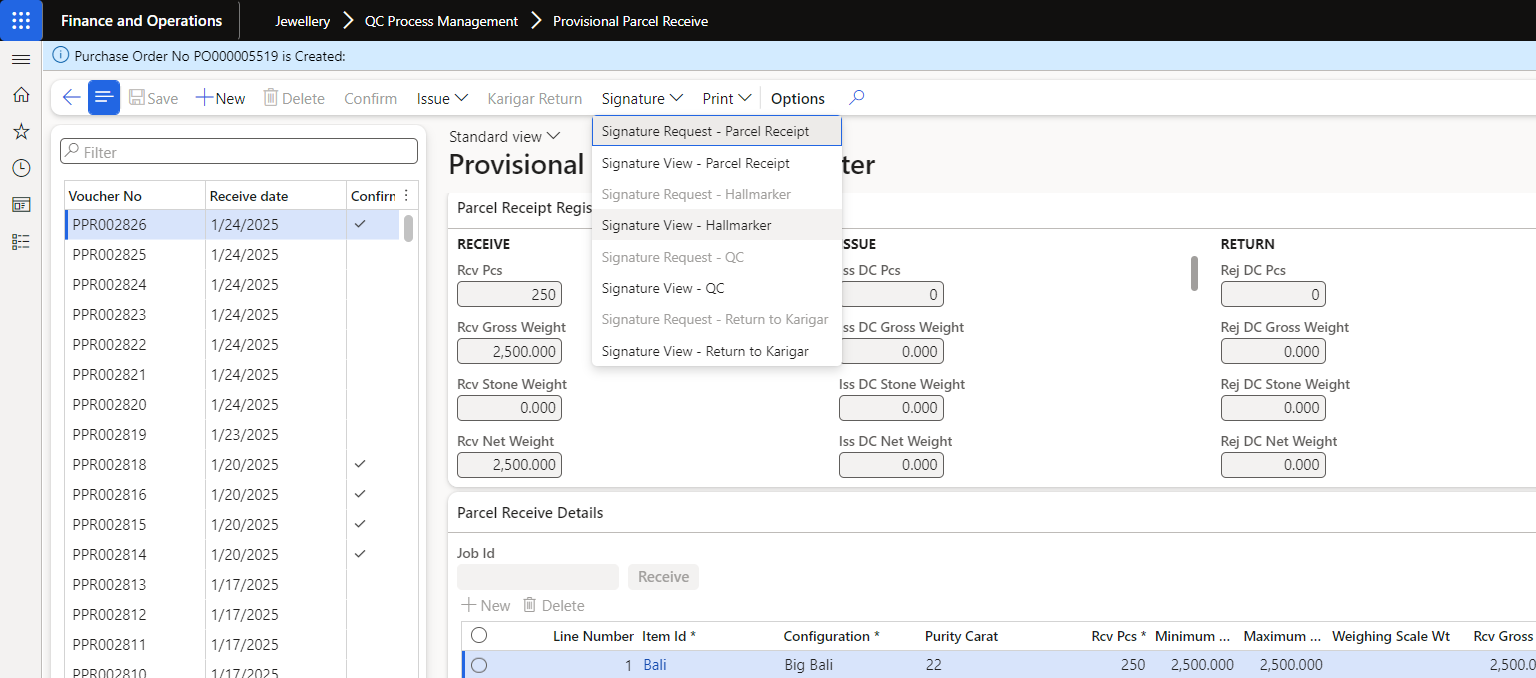 Finance and Operations
Jewellery
QC Process Management
Provisional Parcel Receive
Purchase Order No PO000005519 is Created:
Save
New
Delete
Confirm
Issue
Karigar Return
Signature
Print
Options
Filter
Voucher No Receive date Confirm
PPR002826 1/24/2025
PPR002825 1/24/2025
PPR002824 1/24/2025
PPR002823 1/24/2025
PPR002822 1/24/2025
PPR002821 1/24/2025
PPR002820 1/24/2025
PPR002819 1/23/2025
PPR002818 1/20/2025
PPR002816 1/20/2025
PPR002815 1/20/2025
PPR002814 1/20/2025
PPR002813 1/17/2025
PPR002812 1/17/2025
PPR002811 1/17/2025
PPR002810 1/17/2025
Standard view
Provisional
ter
Signature Request - Parcel Receipt
Signature View - Parcel Receipt
Signature Request - Hallmarker
Signature View - Hallmarker
Signature Request - QC
Signature View - QC
Signature Request - Return to Karigar
Signature View - Return to Karigar
Parcel Receipt Regis
RECEIVE
Rcv Pcs
250
Rcv Gross Weight
2,500.000
Rcv Stone Weight
0.000
Rcv Net Weight
2,500.000
ISSUE
Iss DC Pcs
0
Iss DC Gross Weight
0.000
Iss DC Stone Weight
0.000
Iss DC Net Weight
0.000
RETURN
Rej DC Pcs
0
Rej DC Gross Weight
0.000
Rej DC Stone Weight
0.000
Rej DC Net Weight
0.000
Parcel Receive Details
Job Id
Receive
New
Delete
Line Number Item Id * Configuration * Purity Carat Rcv Pcs * Minimum ... Maximum ... Weighing Scale Wt Rcv Gross
1 Bali Big Bali 22 250 2,500.000 2,500.000 2,500.0